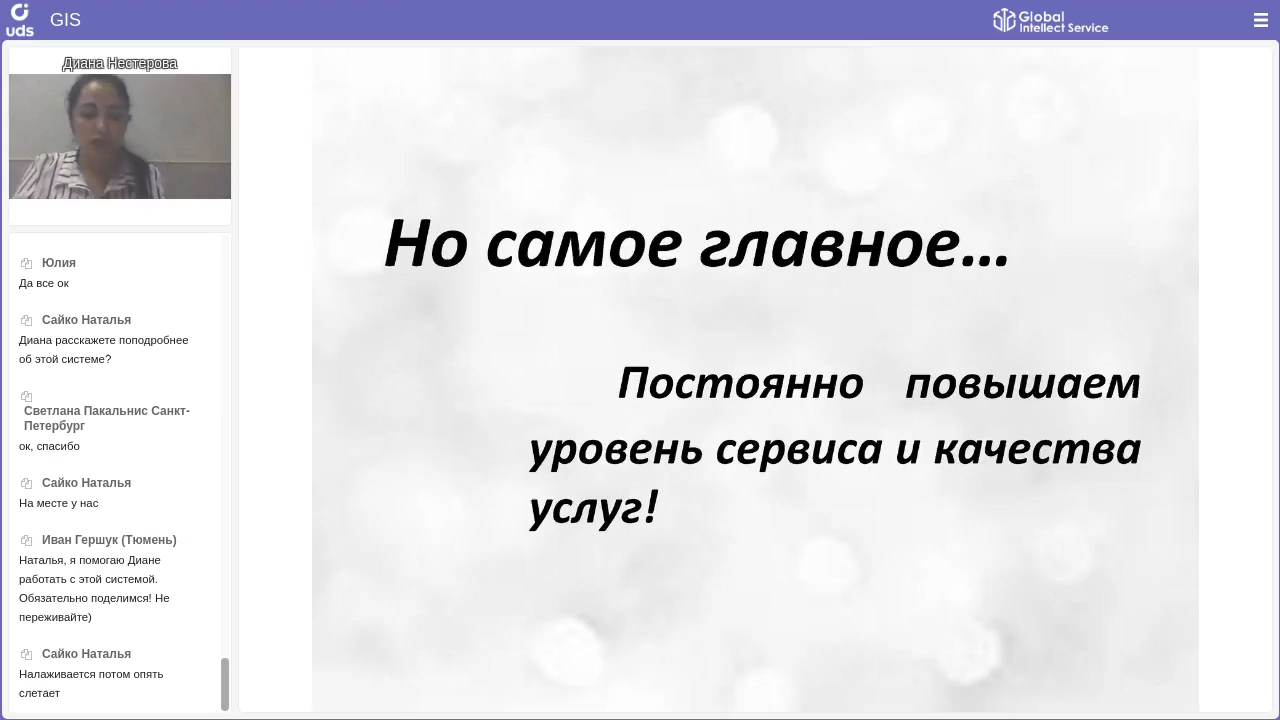 uds
GIS
Global
Intellect Service
Диана Нестерова
Юлия
Да все ок
Сайко Наталья
Диана расскажете поподробнее
об этой системе?
Светлана Пакальнис Санкт-
Петербург
ок, спасибо
Сайко Наталья
На месте у нас
Иван Гершук (Тюмень)
Наталья, я помогаю Диане
работать с этой системой.
Обязательно поделимся! Не
переживайте)
Сайко Наталья
Налаживается потом опять
слетает
Но самое главное...
Постоянно повышаем
уровень сервиса и качества
услуг!